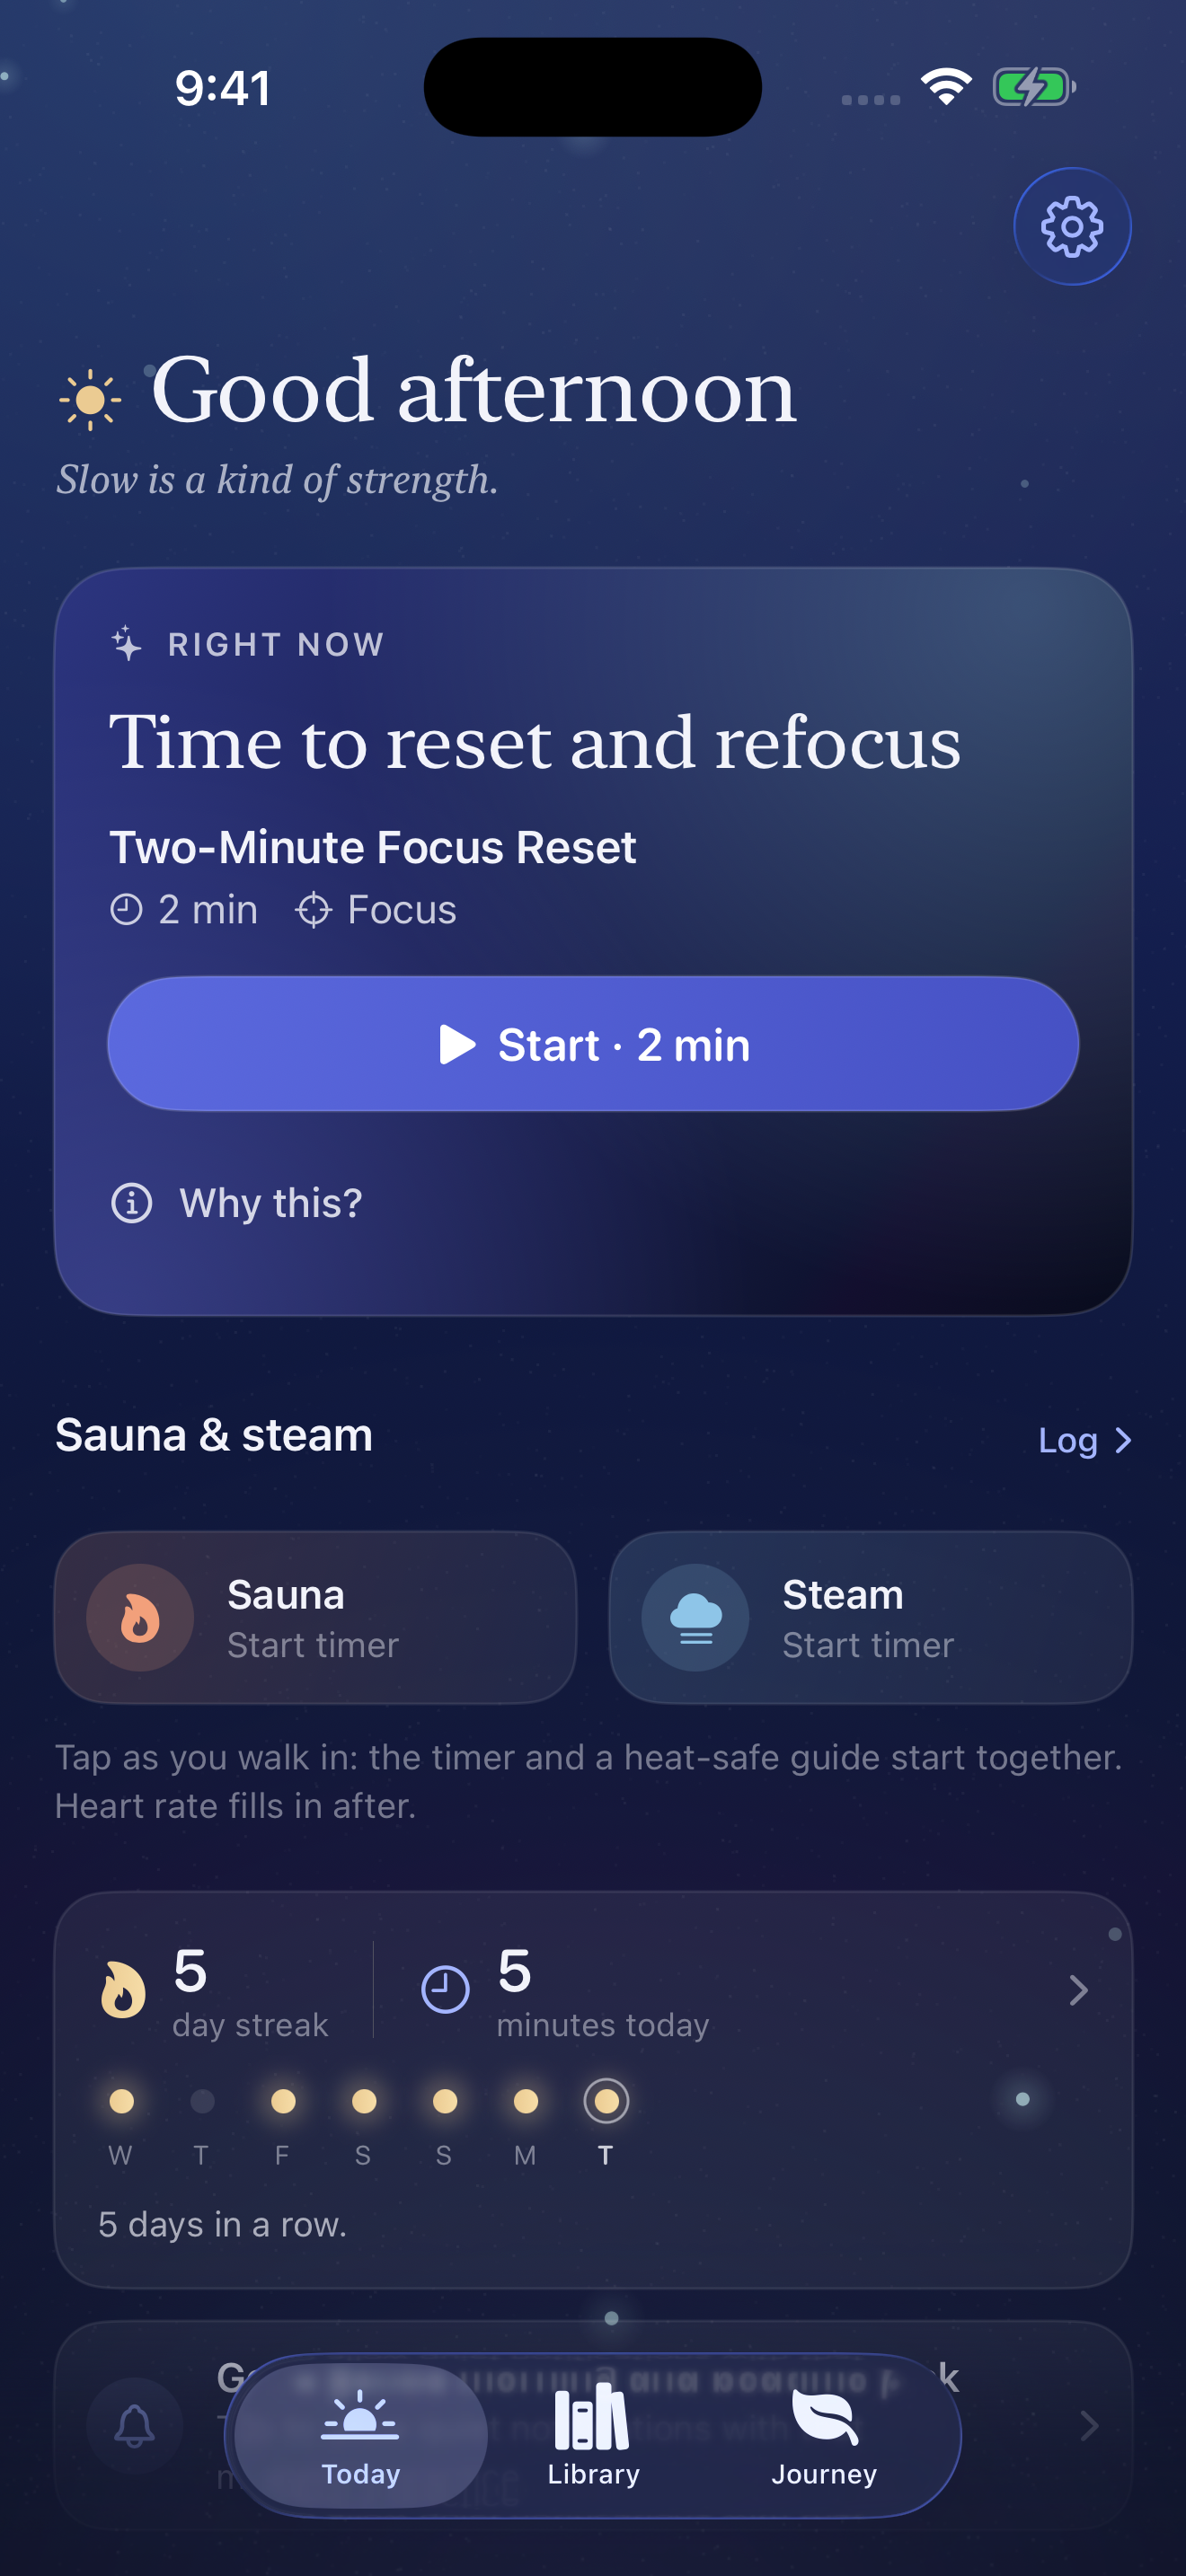 9:41
Good afternoon
Slow is a kind of strength.
RIGHT NOW
Time to reset and refocus
Two-Minute Focus Reset
2 min Focus
Start · 2 min
Why this?
Sauna & steam
Log
Sauna
Start timer
Steam
Start timer
Tap as you walk in: the timer and a heat-safe guide start together.
Heart rate fills in after.
5
day streak
5
minutes today
W T F S S M T
5 days in a row.
Today
Library
Journey